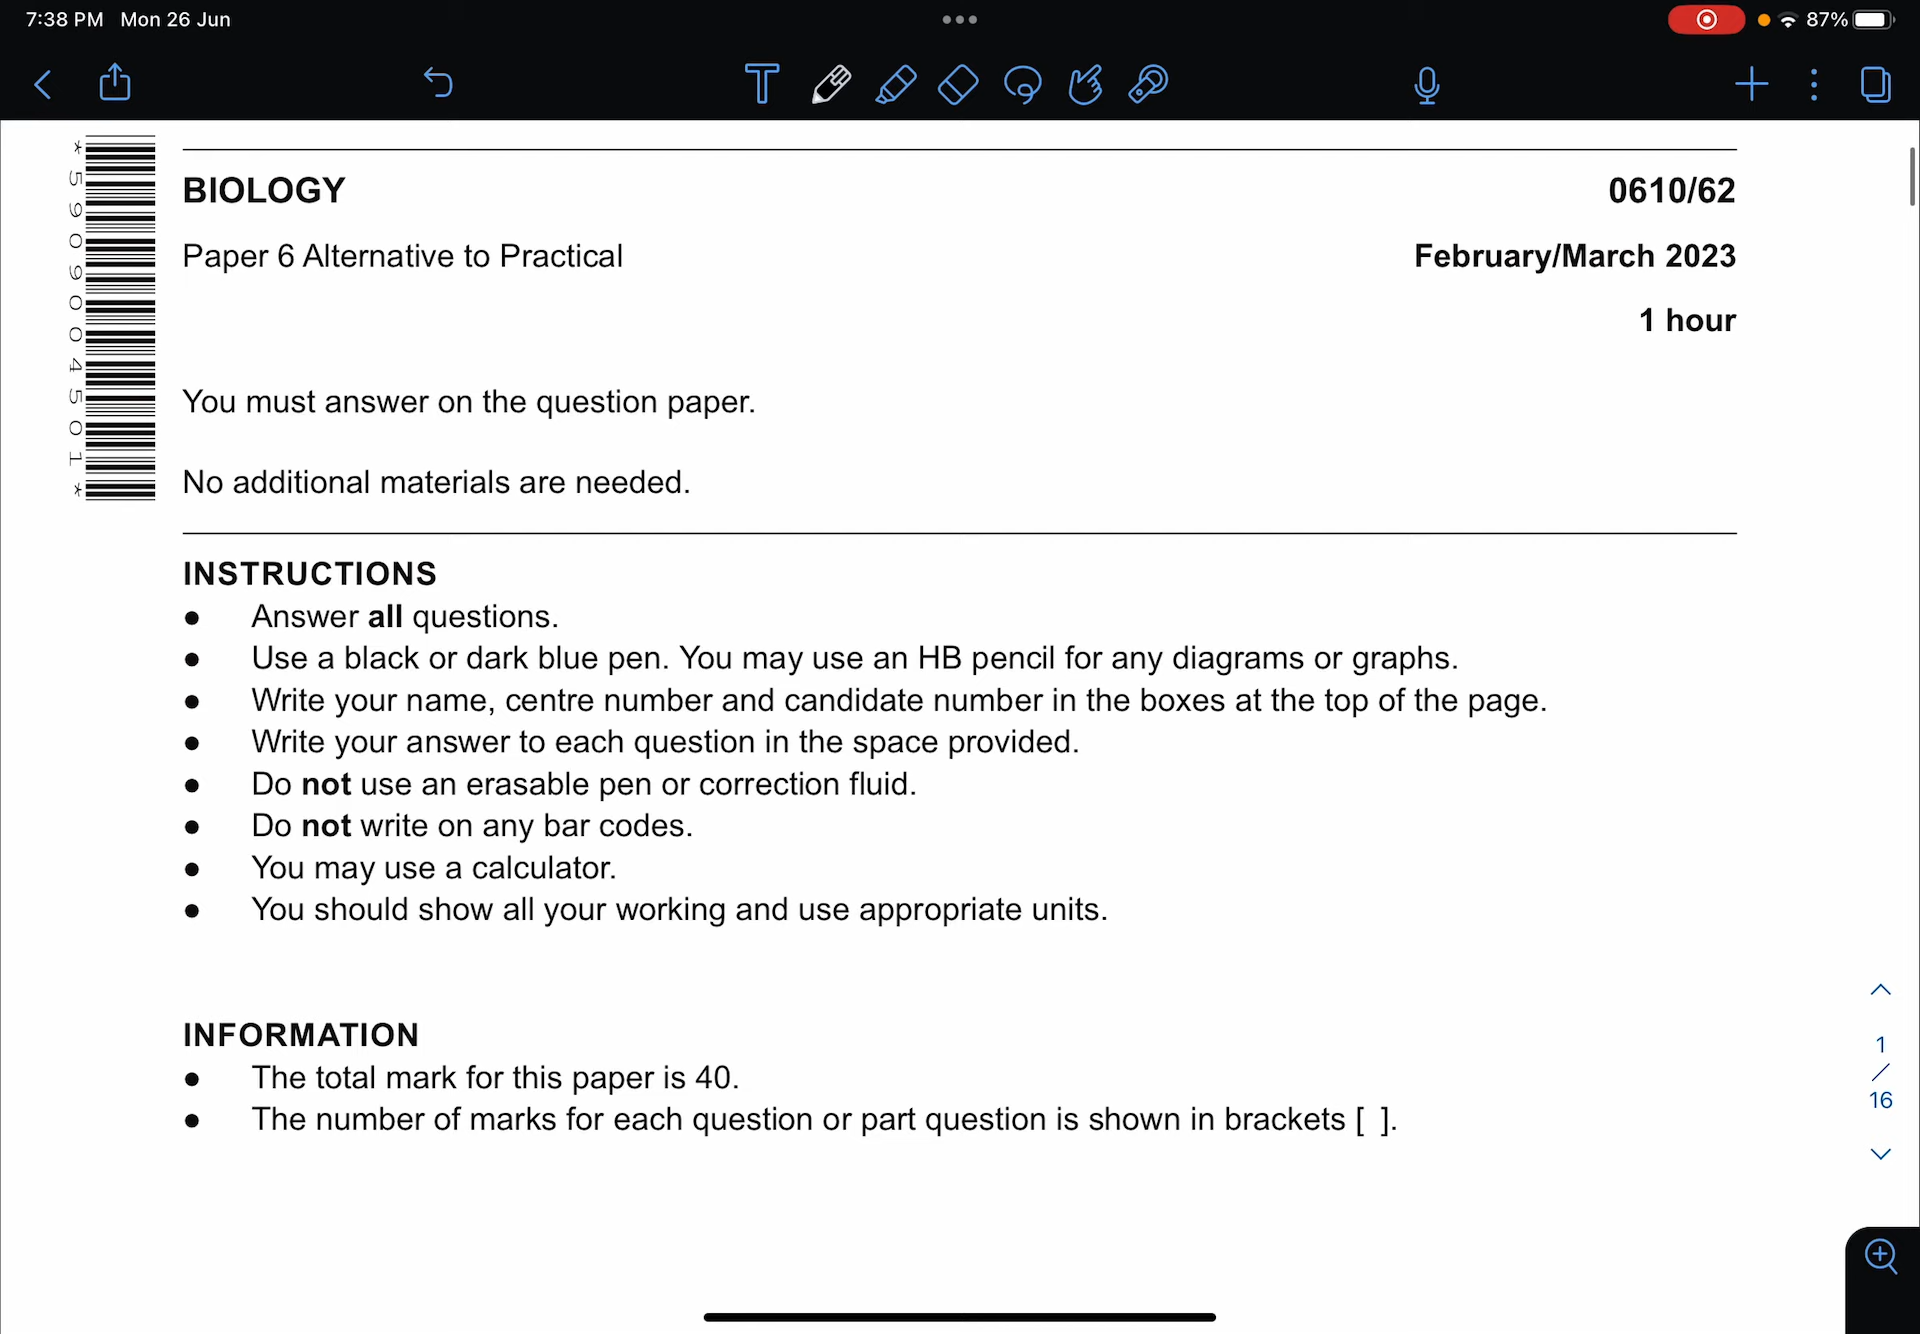 7:38 PM Mon 26 Jun
87%
* 5909004501 *
BIOLOGY 0610/62
Paper 6 Alternative to Practical February/March 2023
1 hour
You must answer on the question paper.
No additional materials are needed.
INSTRUCTIONS
● Answer all questions.
● Use a black or dark blue pen. You may use an HB pencil for any diagrams or graphs.
● Write your name, centre number and candidate number in the boxes at the top of the page.
● Write your answer to each question in the space provided.
● Do not use an erasable pen or correction fluid.
● Do not write on any bar codes.
● You may use a calculator.
● You should show all your working and use appropriate units.
INFORMATION
● The total mark for this paper is 40.
● The number of marks for each question or part question is shown in brackets [ ].
1
/
16